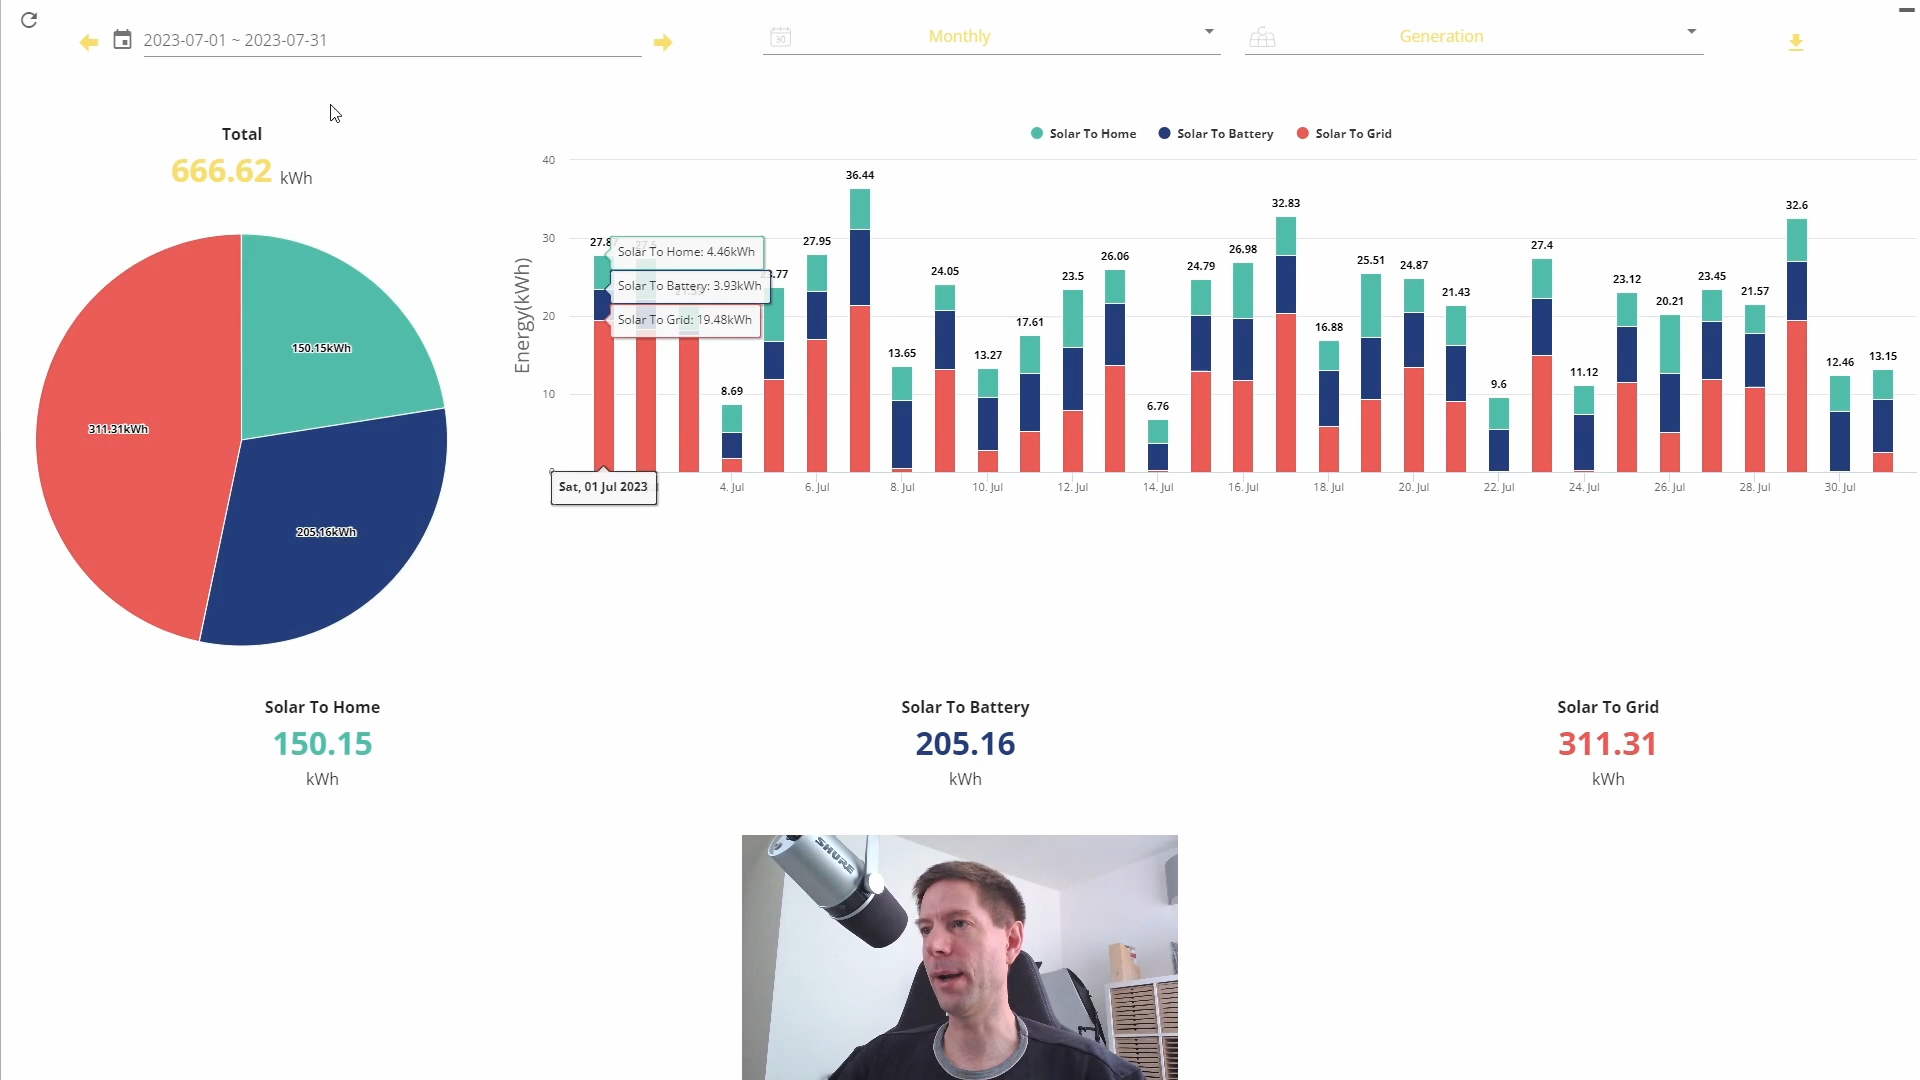 2023-07-01 ~ 2023-07-31
30
Monthly
Generation
Total
666.62 kWh
150.15kWh
311.31kWh
205.16kWh
Solar To Home
Solar To Battery
Solar To Grid
Energy(kWh)
40
30
20
10
0
27.87
8.69
27.95
36.44
13.65
24.05
13.27
17.61
23.5
26.06
6.76
24.79
26.98
32.83
16.88
25.51
24.87
21.43
9.6
27.4
11.12
23.12
20.21
23.45
21.57
32.6
12.46
13.15
Solar To Home: 4.46kWh
Solar To Battery: 3.93kWh
Solar To Grid: 19.48kWh
Sat, 01 Jul 2023
4. Jul
6. Jul
8. Jul
10. Jul
12. Jul
14. Jul
16. Jul
18. Jul
20. Jul
22. Jul
24. Jul
26. Jul
28. Jul
30. Jul
Solar To Home
150.15
kWh
Solar To Battery
205.16
kWh
Solar To Grid
311.31
kWh
SHURE